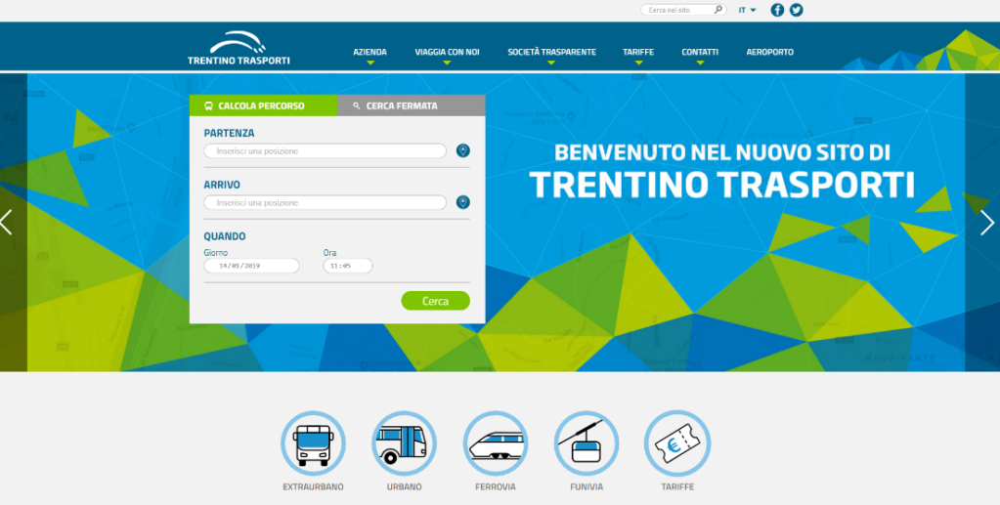 Cerca nel sito
IT
TRENTINO TRASPORTI
AZIENDA
VIAGGIA CON NOI
SOCIETÀ TRASPARENTE
TARIFFE
CONTATTI
AEROPORTO
CALCOLA PERCORSO
CERCA FERMATA
PARTENZA
Inserisci una posizione
ARRIVO
Inserisci una posizione
QUANDO
Giorno
Ora
14/01/2019
11:05
Cerca
BENVENUTO NEL NUOVO SITO DI
TRENTINO TRASPORTI
POVO PANTE
EXTRAURBANO
URBANO
FERROVIA
FUNIVIA
TARIFFE